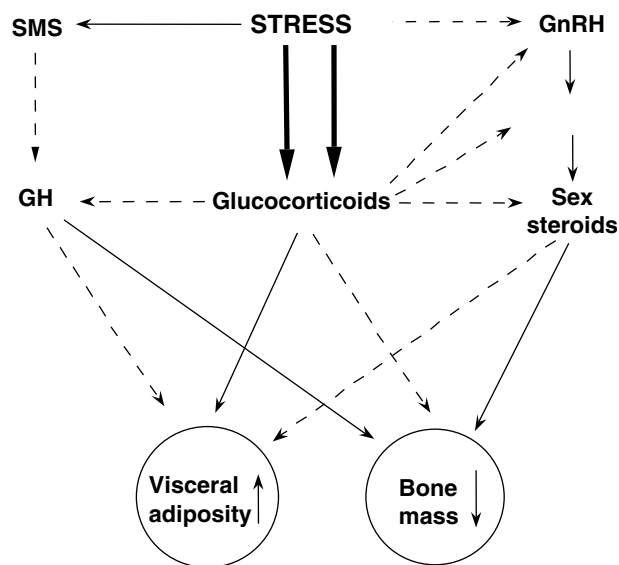 SMS
STRESS
GnRH
GH
Glucocorticoids
Sex
steroids
Visceral
adiposity
Bone
mass